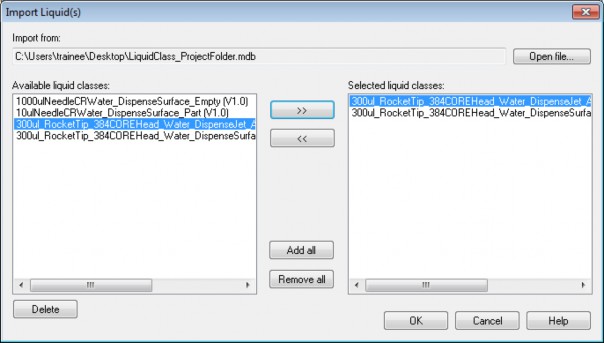 Import Liquid(s)
Import from:
C:\Users\trainee\Desktop\LiquidClass_ProjectFolder.mdb
Open file...
Available liquid classes:
1000ulNeedleCRWater_DispenseSurface_Empty (V1.0)
10ulNeedleCRWater_DispenseSurface_Part (V1.0)
300ul_RocketTip_384COREHead_Water_DispenseJet_A
300ul_RocketTip_384COREHead_Water_DispenseSurfa
>>
<<
Add all
Remove all
Selected liquid classes:
300ul_RocketTip_384COREHead_Water_DispenseJet_A
300ul_RocketTip_384COREHead_Water_DispenseSurfa
Delete
OK
Cancel
Help